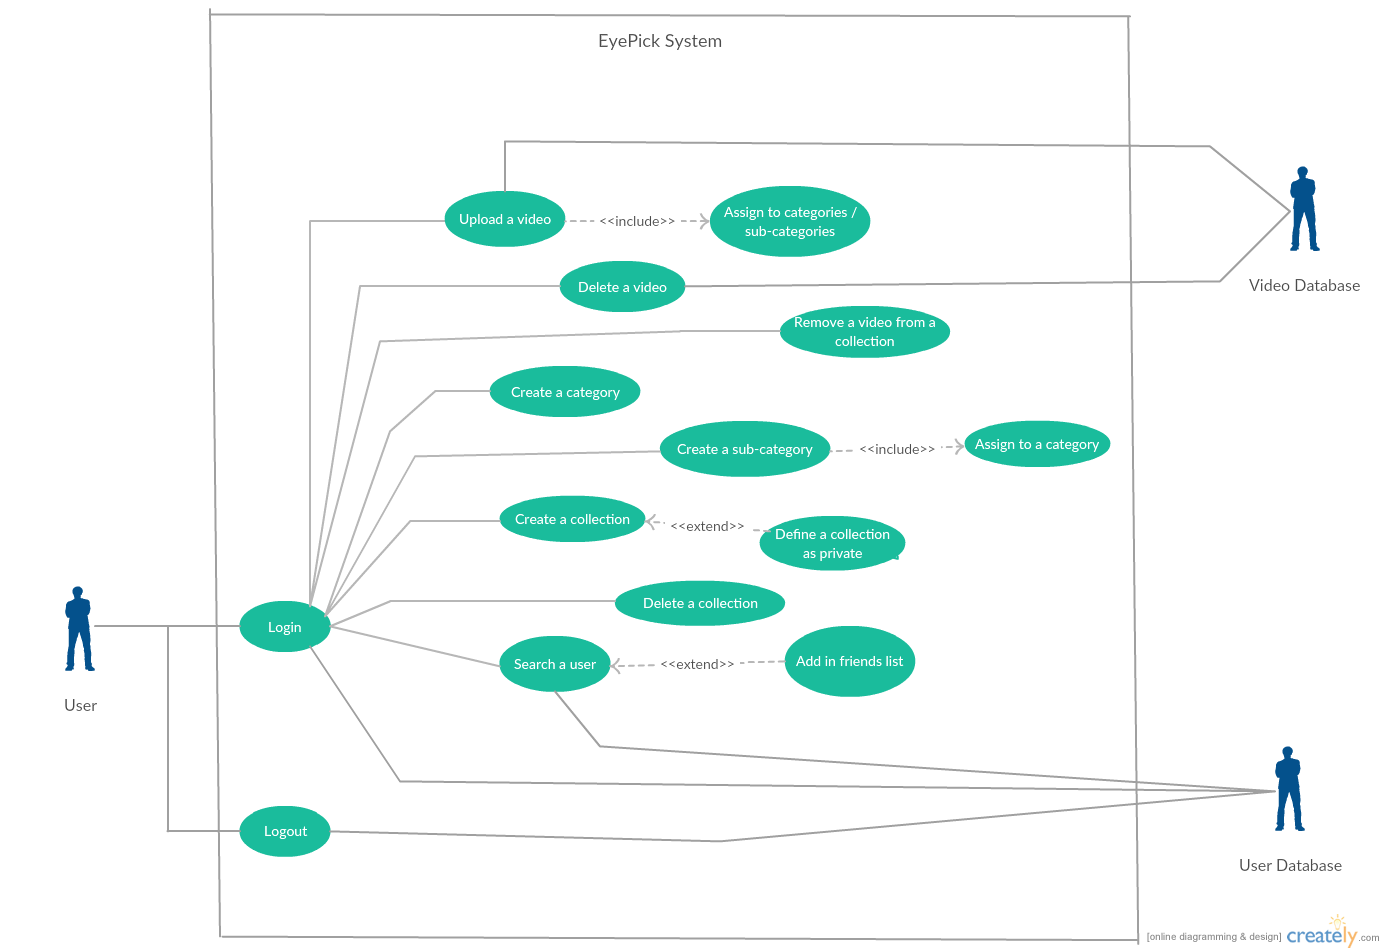 EyePick System
Upload a video
<<include>>
Assign to categories /
sub-categories
Delete a video
Video Database
Remove a video from a
collection
Create a category
Create a sub-category
<<include>>
Assign to a category
Create a collection
<<extend>>
Define a collection
as private
Delete a collection
Login
Search a user
<<extend>>
Add in friends list
User
Logout
User Database
[online diagramming & design] creately.com